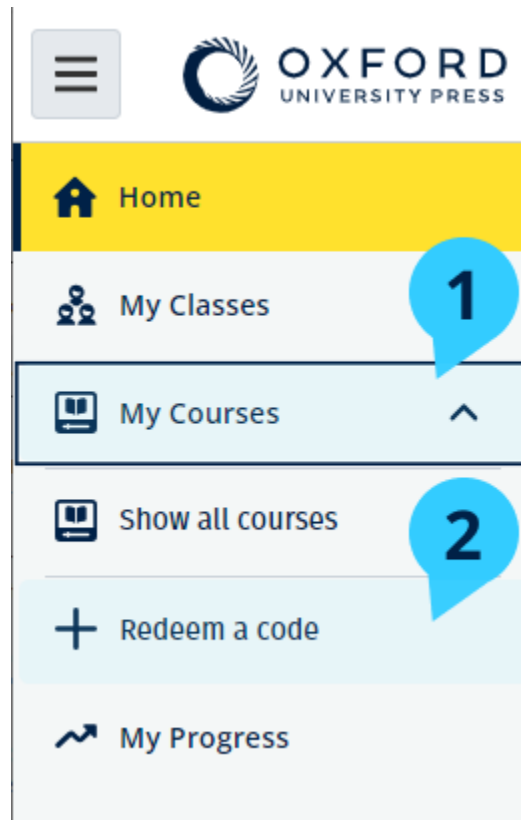 OXFORD
UNIVERSITY PRESS
Home
My Classes
1
My Courses
Show all courses
2
Redeem a code
My Progress